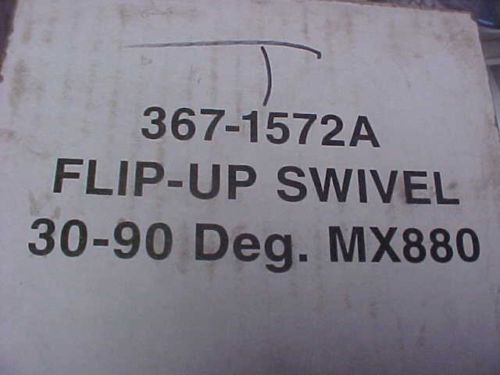 367-1572A
FLIP-UP SWIVEL
30-90 Deg. MX880